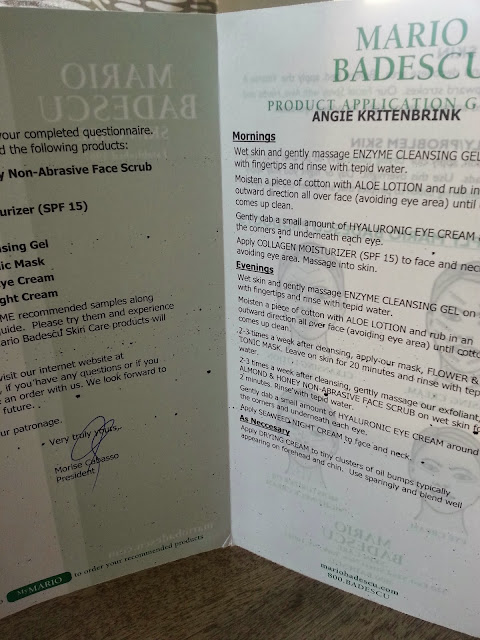 your completed questionnaire.
d the following products:
y Non-Abrasive Face Scrub
urizer (SPF 15)
nsing Gel
ic Mask
ye Cream
ght Cream
ME recommended samples along
uide. Please try them and experience
ario Badescu Skin Care products will
visit our internet website at
, if you have any questions or if you
e an order with us. We look forward to
future.
ur patronage.
Very truly yours,
Morise Cabasso
President
MyMARIO to order your recommended products
MARIO
BADESCU
PRODUCT APPLICATION G
ANGIE KRITENBRINK
Mornings
Wet skin and gently massage ENZYME CLEANSING GEL
with fingertips and rinse with tepid water.
Moisten a piece of cotton with ALOE LOTION and rub in
outward direction all over face (avoiding eye area) until
comes up clean.
Gently dab a small amount of HYALURONIC EYE CREAM
the corners and underneath each eye.
Apply COLLAGEN MOISTURIZER (SPF 15) to face and nec
avoiding eye area. Massage into skin.
Evenings
Wet skin and gently massage ENZYME CLEANSING GEL on
with fingertips and rinse with tepid water.
Moisten a piece of cotton with ALOE LOTION and rub in an
outward direction all over face (avoiding eye area) until cotto
comes up clean.
2-3 times a week after cleansing, apply our mask, FLOWER &
TONIC MASK. Leave on skin for 20 minutes and rinse with tep
water.
2-3 times a week after cleansing, gently massage our exfoliant,
ALMOND & HONEY NON-ABRASIVE FACE SCRUB on wet skin f
2 minutes. Rinse with tepid water.
Gently dab a small amount of HYALURONIC EYE CREAM around
the corners and underneath each eye.
Apply SEAWEED NIGHT CREAM to face and neck.
As Neccesary
Apply DRYING CREAM to tiny clusters of oil bumps typically
appearing on forehead and chin. Use sparingly and blend well
mariobadescu.com
800.BADESCU